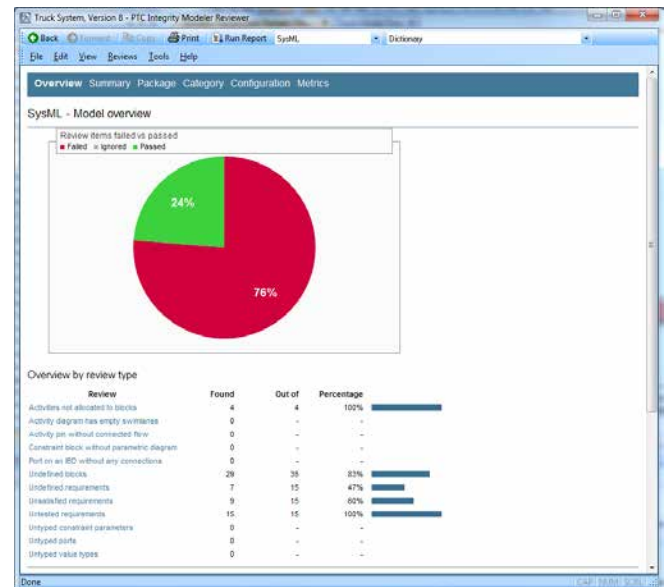 Truck System, Version 8 - PTC Integrity Modeler Reviewer
Back Forward Copy Print Run Report SysML Dictionary
File Edit View Reviews Tools Help
Overview Summary Package Category Configuration Metrics
SysML - Model overview
Review items failed vs passed
Failed Ignored Passed
24%
76%
Overview by review type
Review Found Out of Percentage
Activities not allocated to blocks 4 4 100%
Activity diagram has empty swimlanes 0 - -
Activity pin without connected flow 0 - -
Constraint block without parametric diagram 0 - -
Port on an IBD without any connections 0 - -
Undefined blocks 29 35 83%
Undefined requirements 7 15 47%
Unsatisfied requirements 9 15 60%
Untested requirements 15 15 100%
Untyped constraint parameters 0 - -
Untyped ports 0 - -
Untyped value types 0 - -
Done CAP NUM SCRL